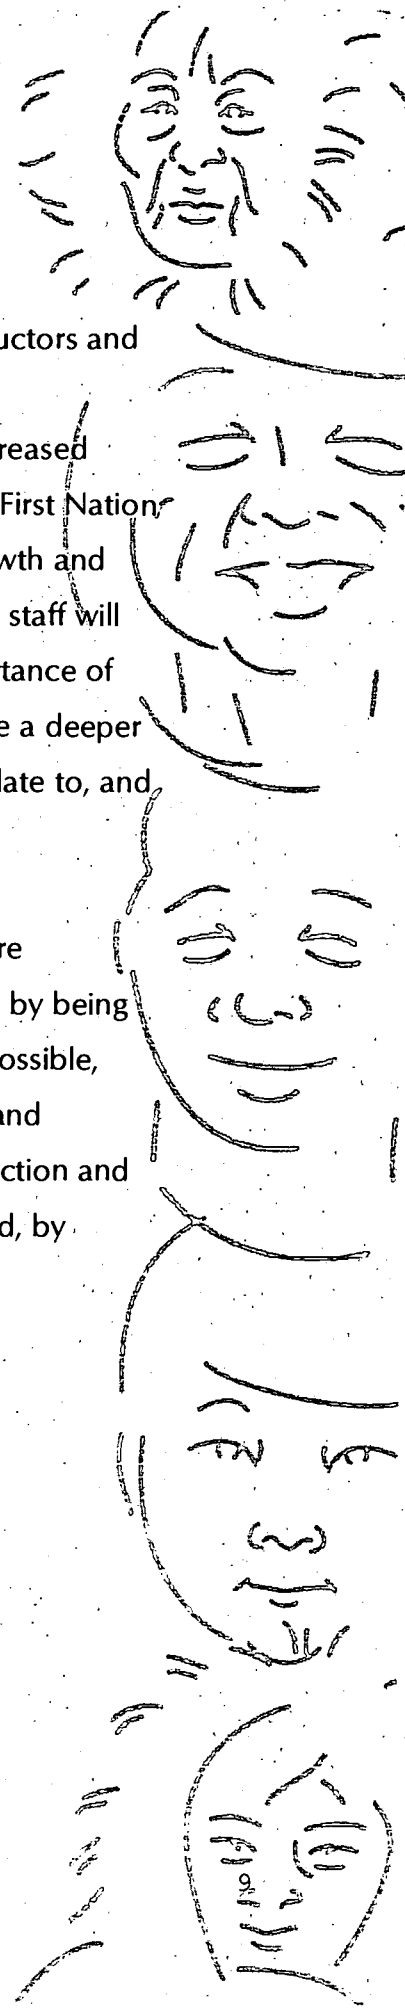 uctors and
reased
First Nation
wth and
staff will
rtance of
e a deeper
late to, and
re
by being
ossible,
and
ction and
d, by
9